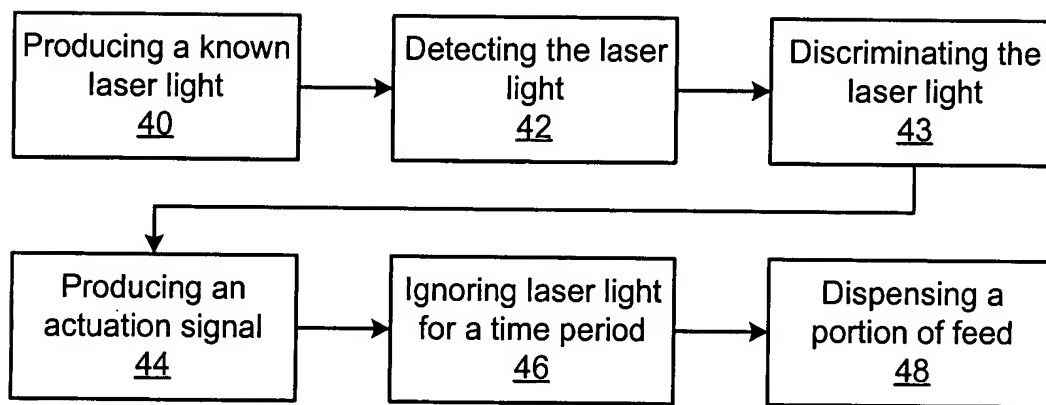 Producing a known
laser light
40
Detecting the laser
light
42
Discriminating the
laser light
43
Producing an
actuation signal
44
Ignoring laser light
for a time period
46
Dispensing a
portion of feed
48